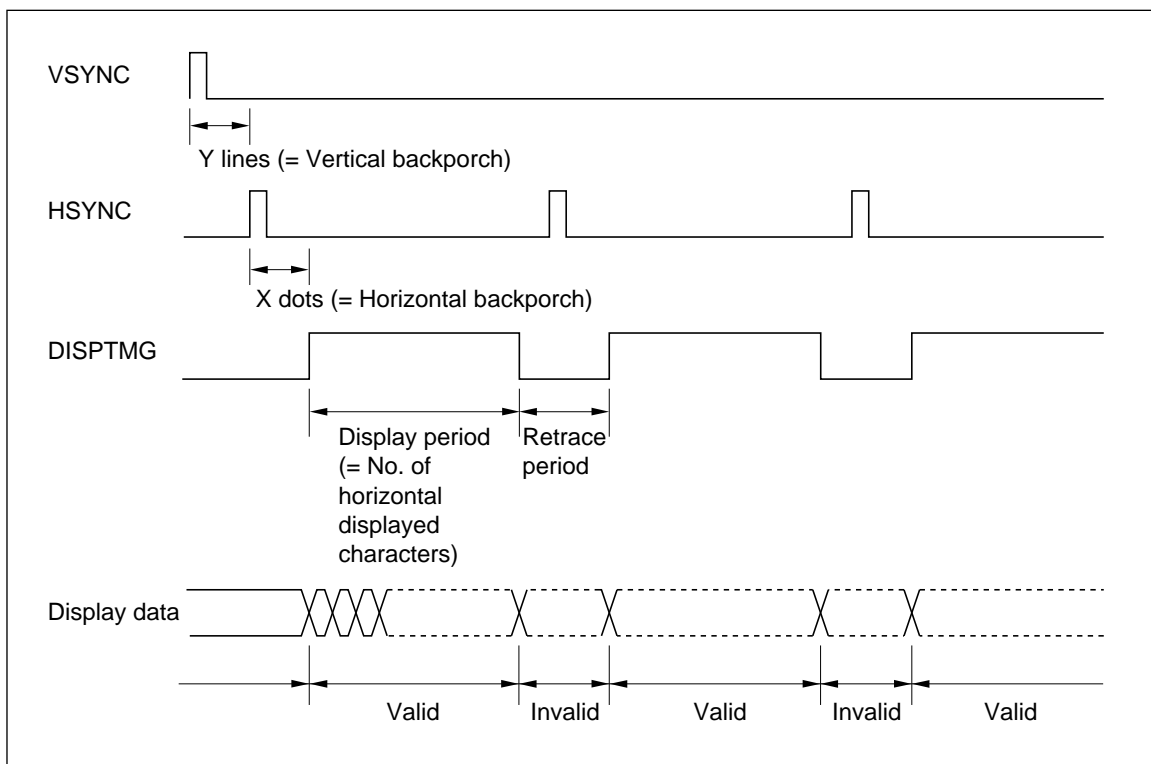 VSYNC
Y lines (= Vertical backporch)
HSYNC
X dots (= Horizontal backporch)
DISPTMG
Display period
(= No. of
horizontal
displayed
characters)
Retrace
period
Display data
Valid
Invalid
Valid
Invalid
Valid